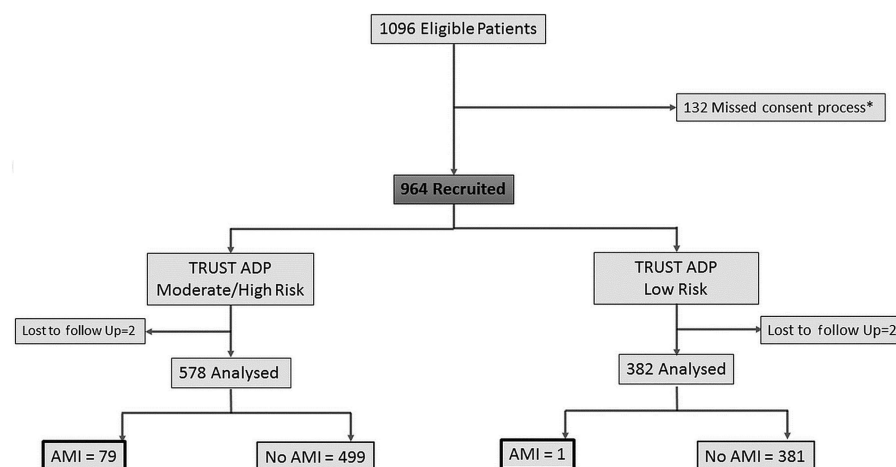 1096 Eligible Patients
132 Missed consent process*
964 Recruited
TRUST ADP
Moderate/High Risk
TRUST ADP
Low Risk
Lost to follow Up=2
Lost to follow Up=2
578 Analysed
382 Analysed
AMI = 79
No AMI = 499
AMI = 1
No AMI = 381